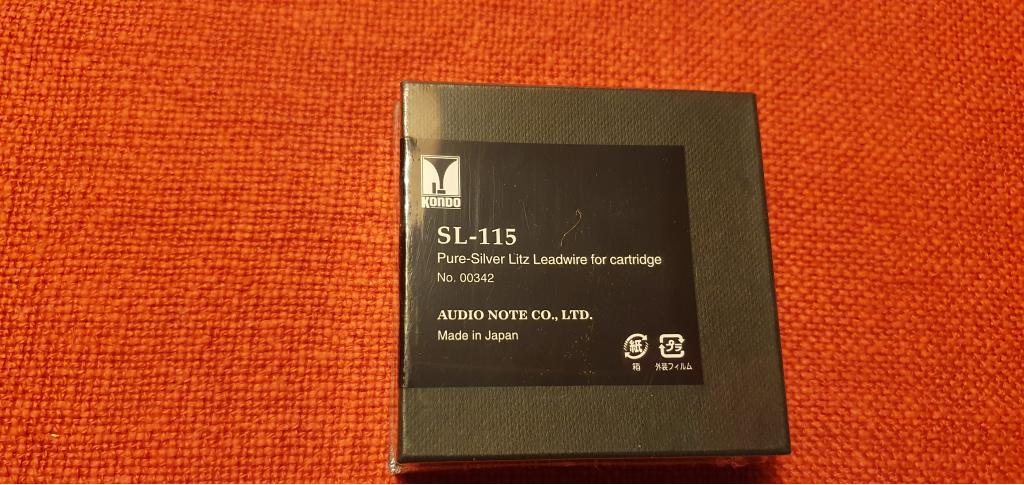 KONDO
SL-115
Pure-Silver Litz Leadwire for cartridge
No. 00342
AUDIO NOTE CO., LTD.
Made in Japan
紙 プラ
箱 外装フィルム